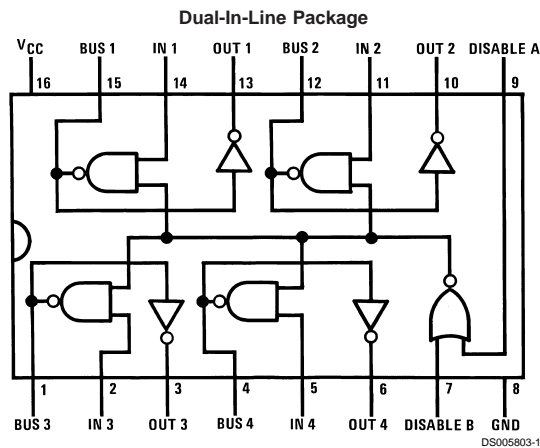 Dual-In-Line Package
VCC BUS 1 IN 1 OUT 1 BUS 2 IN 2 OUT 2 DISABLE A
16 15 14 13 12 11 10 9
1 2 3 4 5 6 7 8
BUS 3 IN 3 OUT 3 BUS 4 IN 4 OUT 4 DISABLE B GND
DS005803-1